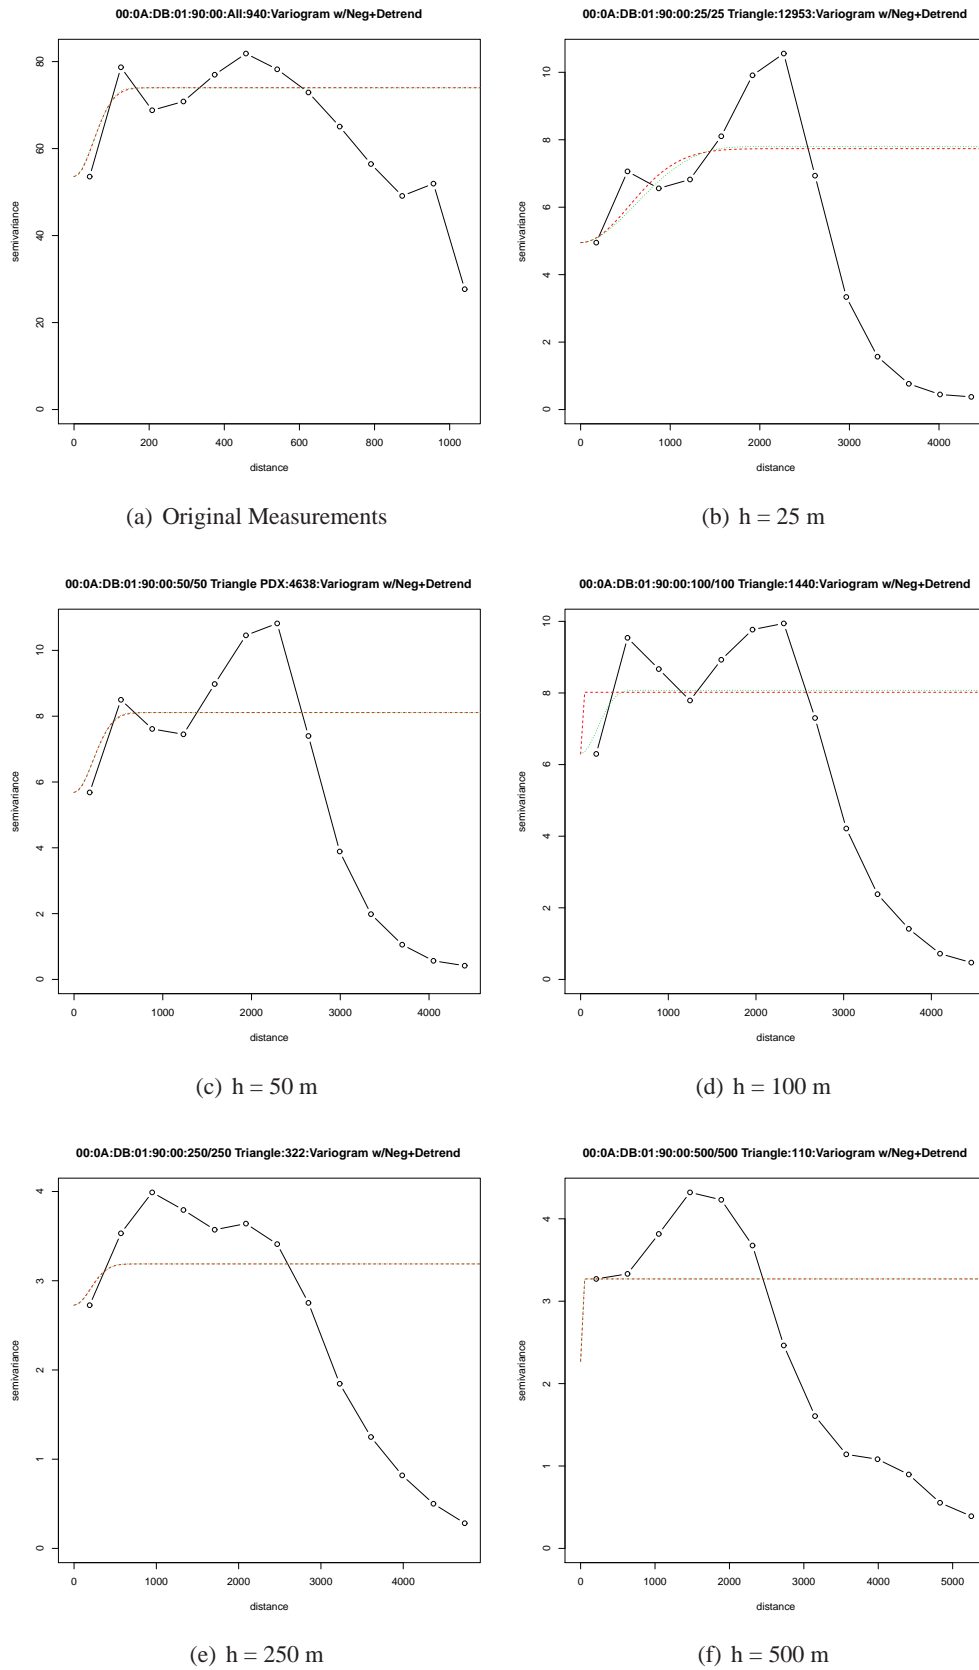 00:0A:DB:01:90:00:All:940:Variogram w/Neg+Detrend
semivariance
0 20 40 60 80
0 200 400 600 800 1000
distance
(a) Original Measurements
00:0A:DB:01:90:00:25/25 Triangle:12953:Variogram w/Neg+Detrend
semivariance
0 2 4 6 8 10
0 1000 2000 3000 4000
distance
(b) h = 25 m
00:0A:DB:01:90:00:50/50 Triangle PDX:4638:Variogram w/Neg+Detrend
semivariance
0 2 4 6 8 10
0 1000 2000 3000 4000
distance
(c) h = 50 m
00:0A:DB:01:90:00:100/100 Triangle:1440:Variogram w/Neg+Detrend
semivariance
0 2 4 6 8 10
0 1000 2000 3000 4000
distance
(d) h = 100 m
00:0A:DB:01:90:00:250/250 Triangle:322:Variogram w/Neg+Detrend
semivariance
0 1 2 3 4
0 1000 2000 3000 4000
distance
(e) h = 250 m
00:0A:DB:01:90:00:500/500 Triangle:110:Variogram w/Neg+Detrend
semivariance
0 1 2 3 4
0 1000 2000 3000 4000 5000
distance
(f) h = 500 m